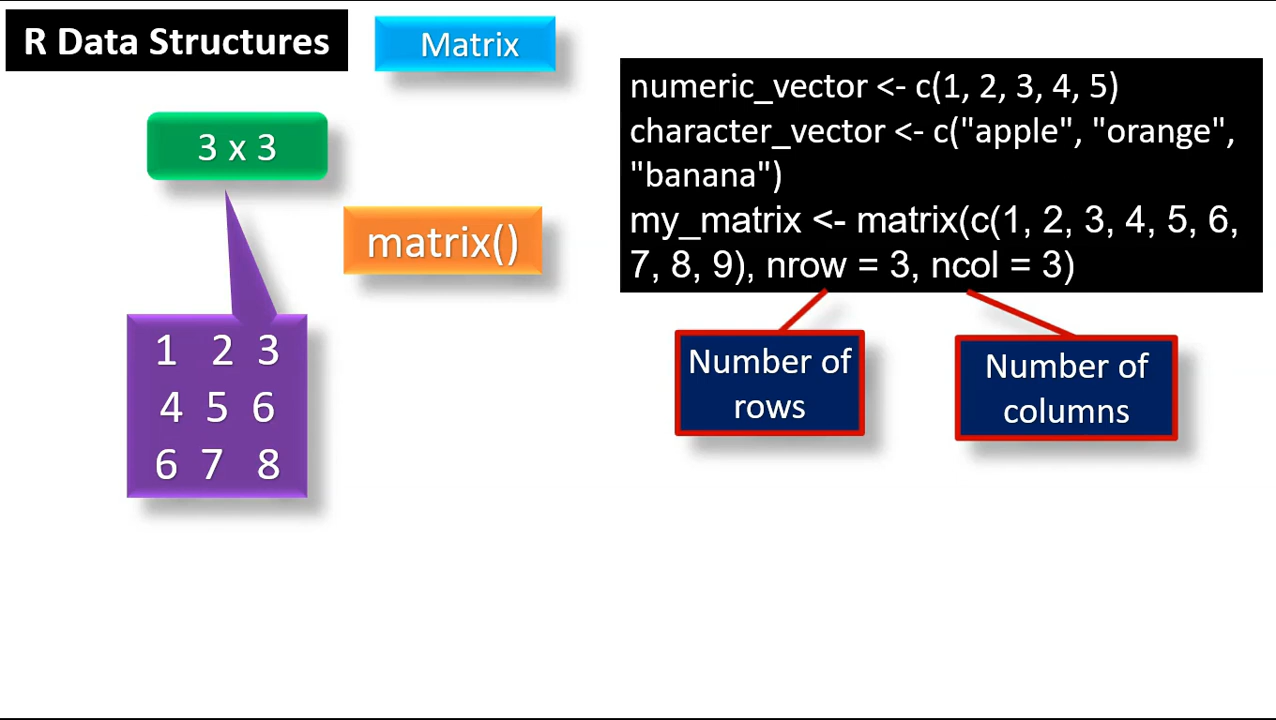 R Data Structures
Matrix
3 x 3
matrix()
1 2 3
4 5 6
6 7 8
numeric_vector <- c(1, 2, 3, 4, 5)
character_vector <- c("apple", "orange",
"banana")
my_matrix <- matrix(c(1, 2, 3, 4, 5, 6,
7, 8, 9), nrow = 3, ncol = 3)
Number of
rows
Number of
columns